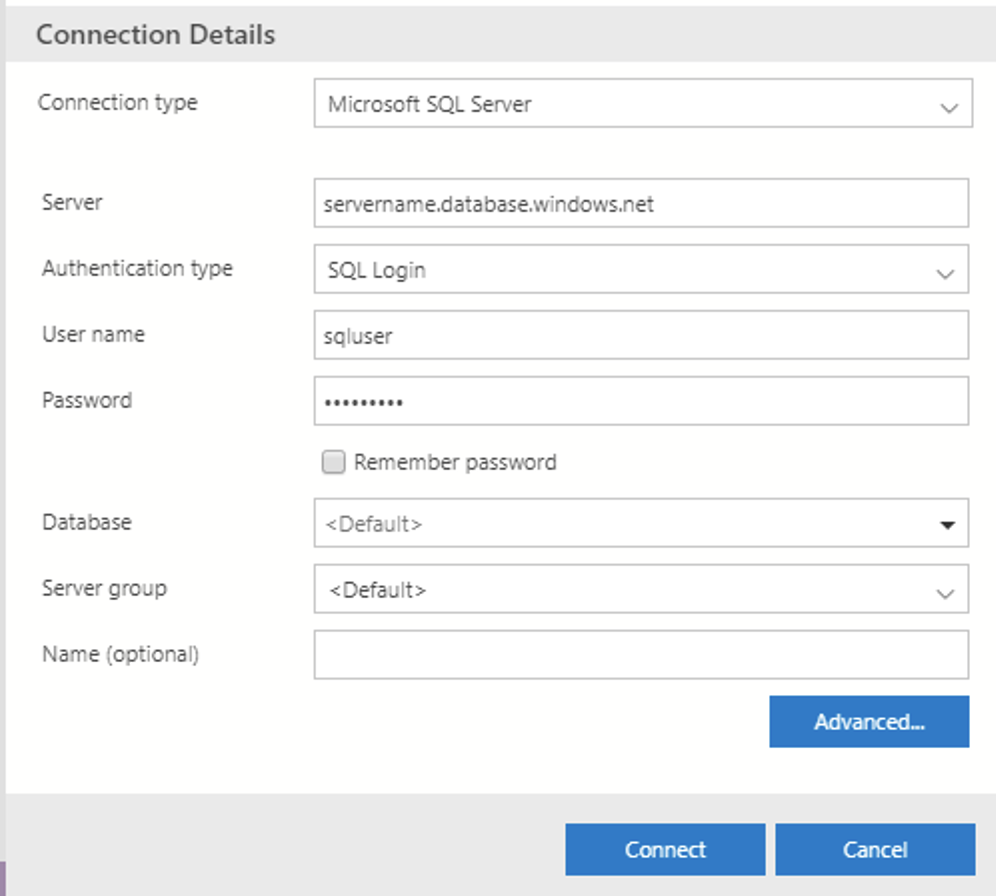 Connection Details
Connection type Microsoft SQL Server
Server servername.database.windows.net
Authentication type SQL Login
User name sqluser
Password •••••••••
Remember password
Database <Default>
Server group <Default>
Name (optional)
Advanced...
Connect Cancel